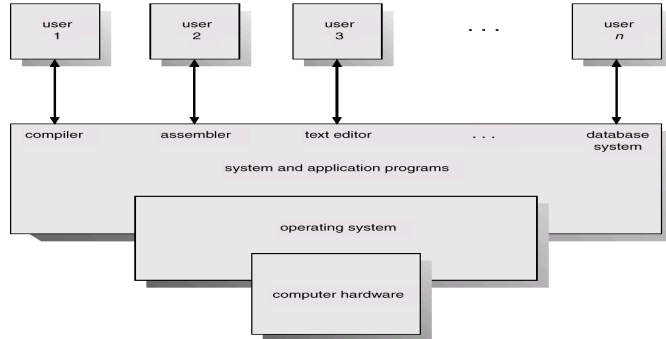 user
1
user
2
user
3
. . .
user
n
compiler
assembler
text editor
. . .
database
system
system and application programs
operating system
computer hardware